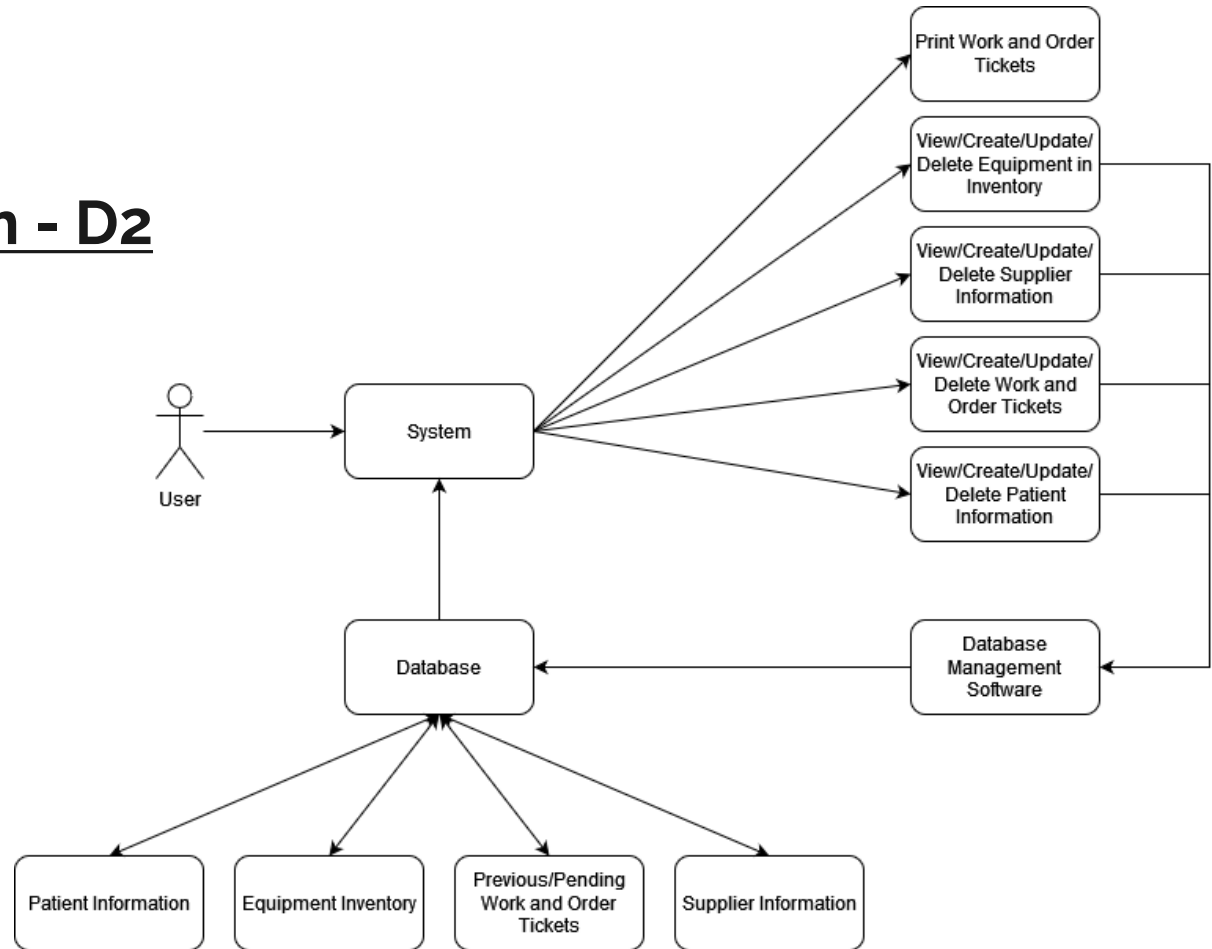 n - D2
Print Work and Order
Tickets
View/Create/Update/
Delete Equipment in
Inventory
View/Create/Update/
Delete Supplier
Information
View/Create/Update/
Delete Work and
Order Tickets
View/Create/Update/
Delete Patient
Information
System
User
Database
Database
Management
Software
Patient Information
Equipment Inventory
Previous/Pending
Work and Order
Tickets
Supplier Information